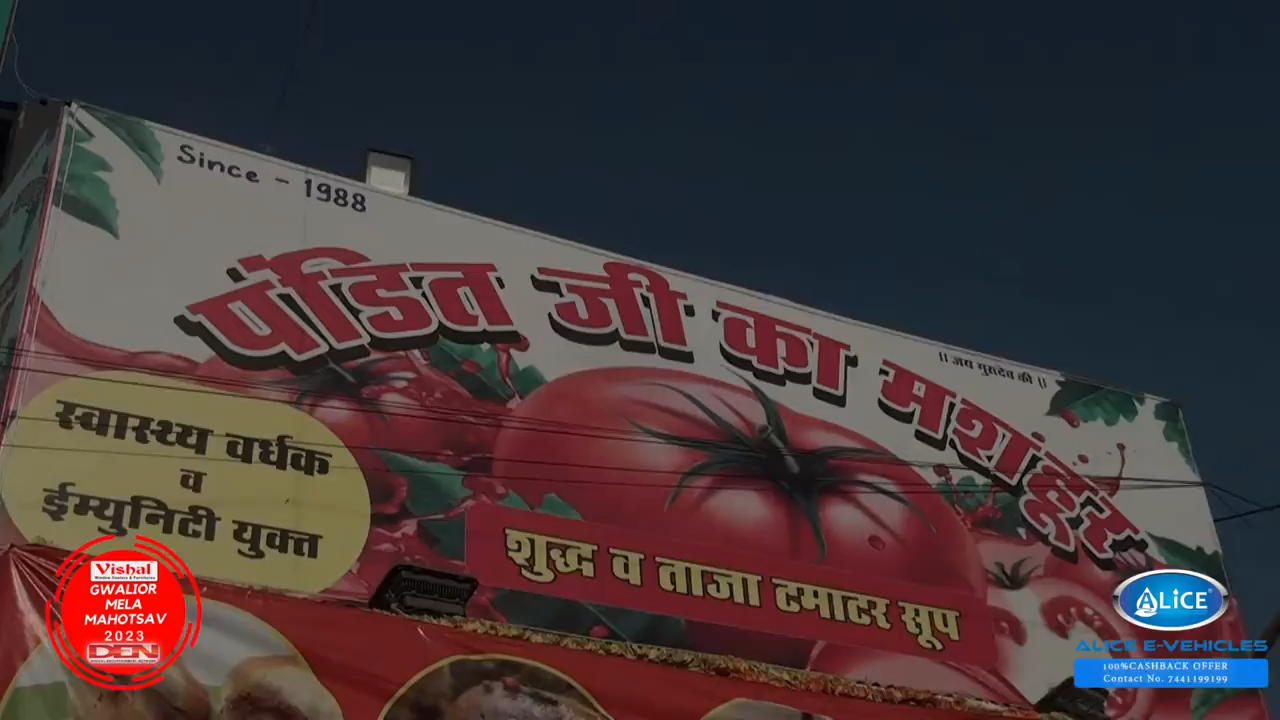 Since - 1988
पंडित जी का मशहूर
।। जय गुरुदेव की ।।
स्वास्थ्य वर्धक
व
ईम्युनिटी युक्त
शुद्ध व ताजा टमाटर सूप
Vishal
GWALIOR
MELA
MAHOTSAV
2023
DEN
ALICE
ALICE E-VEHICLES
100%CASHBACK OFFER
Contact No. 7441199199